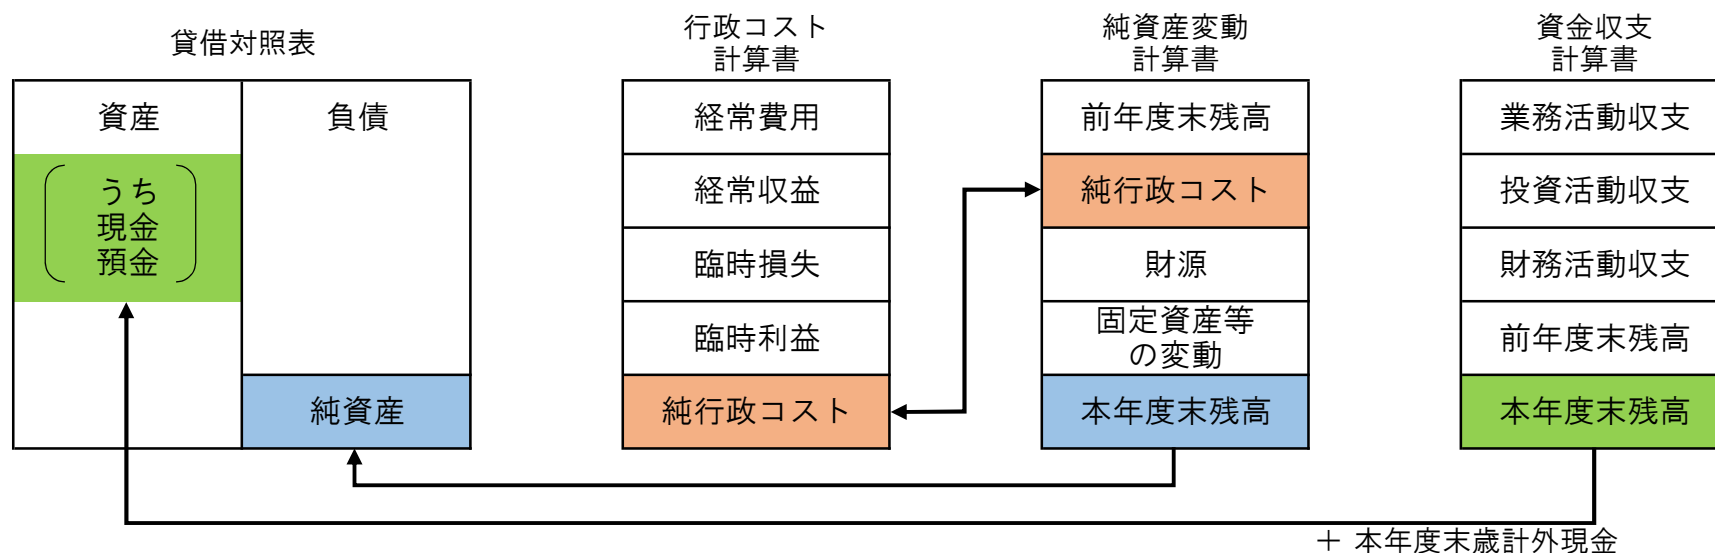 貸借対照表
資産
負債
うち
現金
預金
純資産
行政コスト
計算書
経常費用
経常収益
臨時損失
臨時利益
純行政コスト
純資産変動
計算書
前年度末残高
純行政コスト
財源
固定資産等
の変動
本年度末残高
資金収支
計算書
業務活動収支
投資活動収支
財務活動収支
前年度末残高
本年度末残高
＋ 本年度末歳計外現金